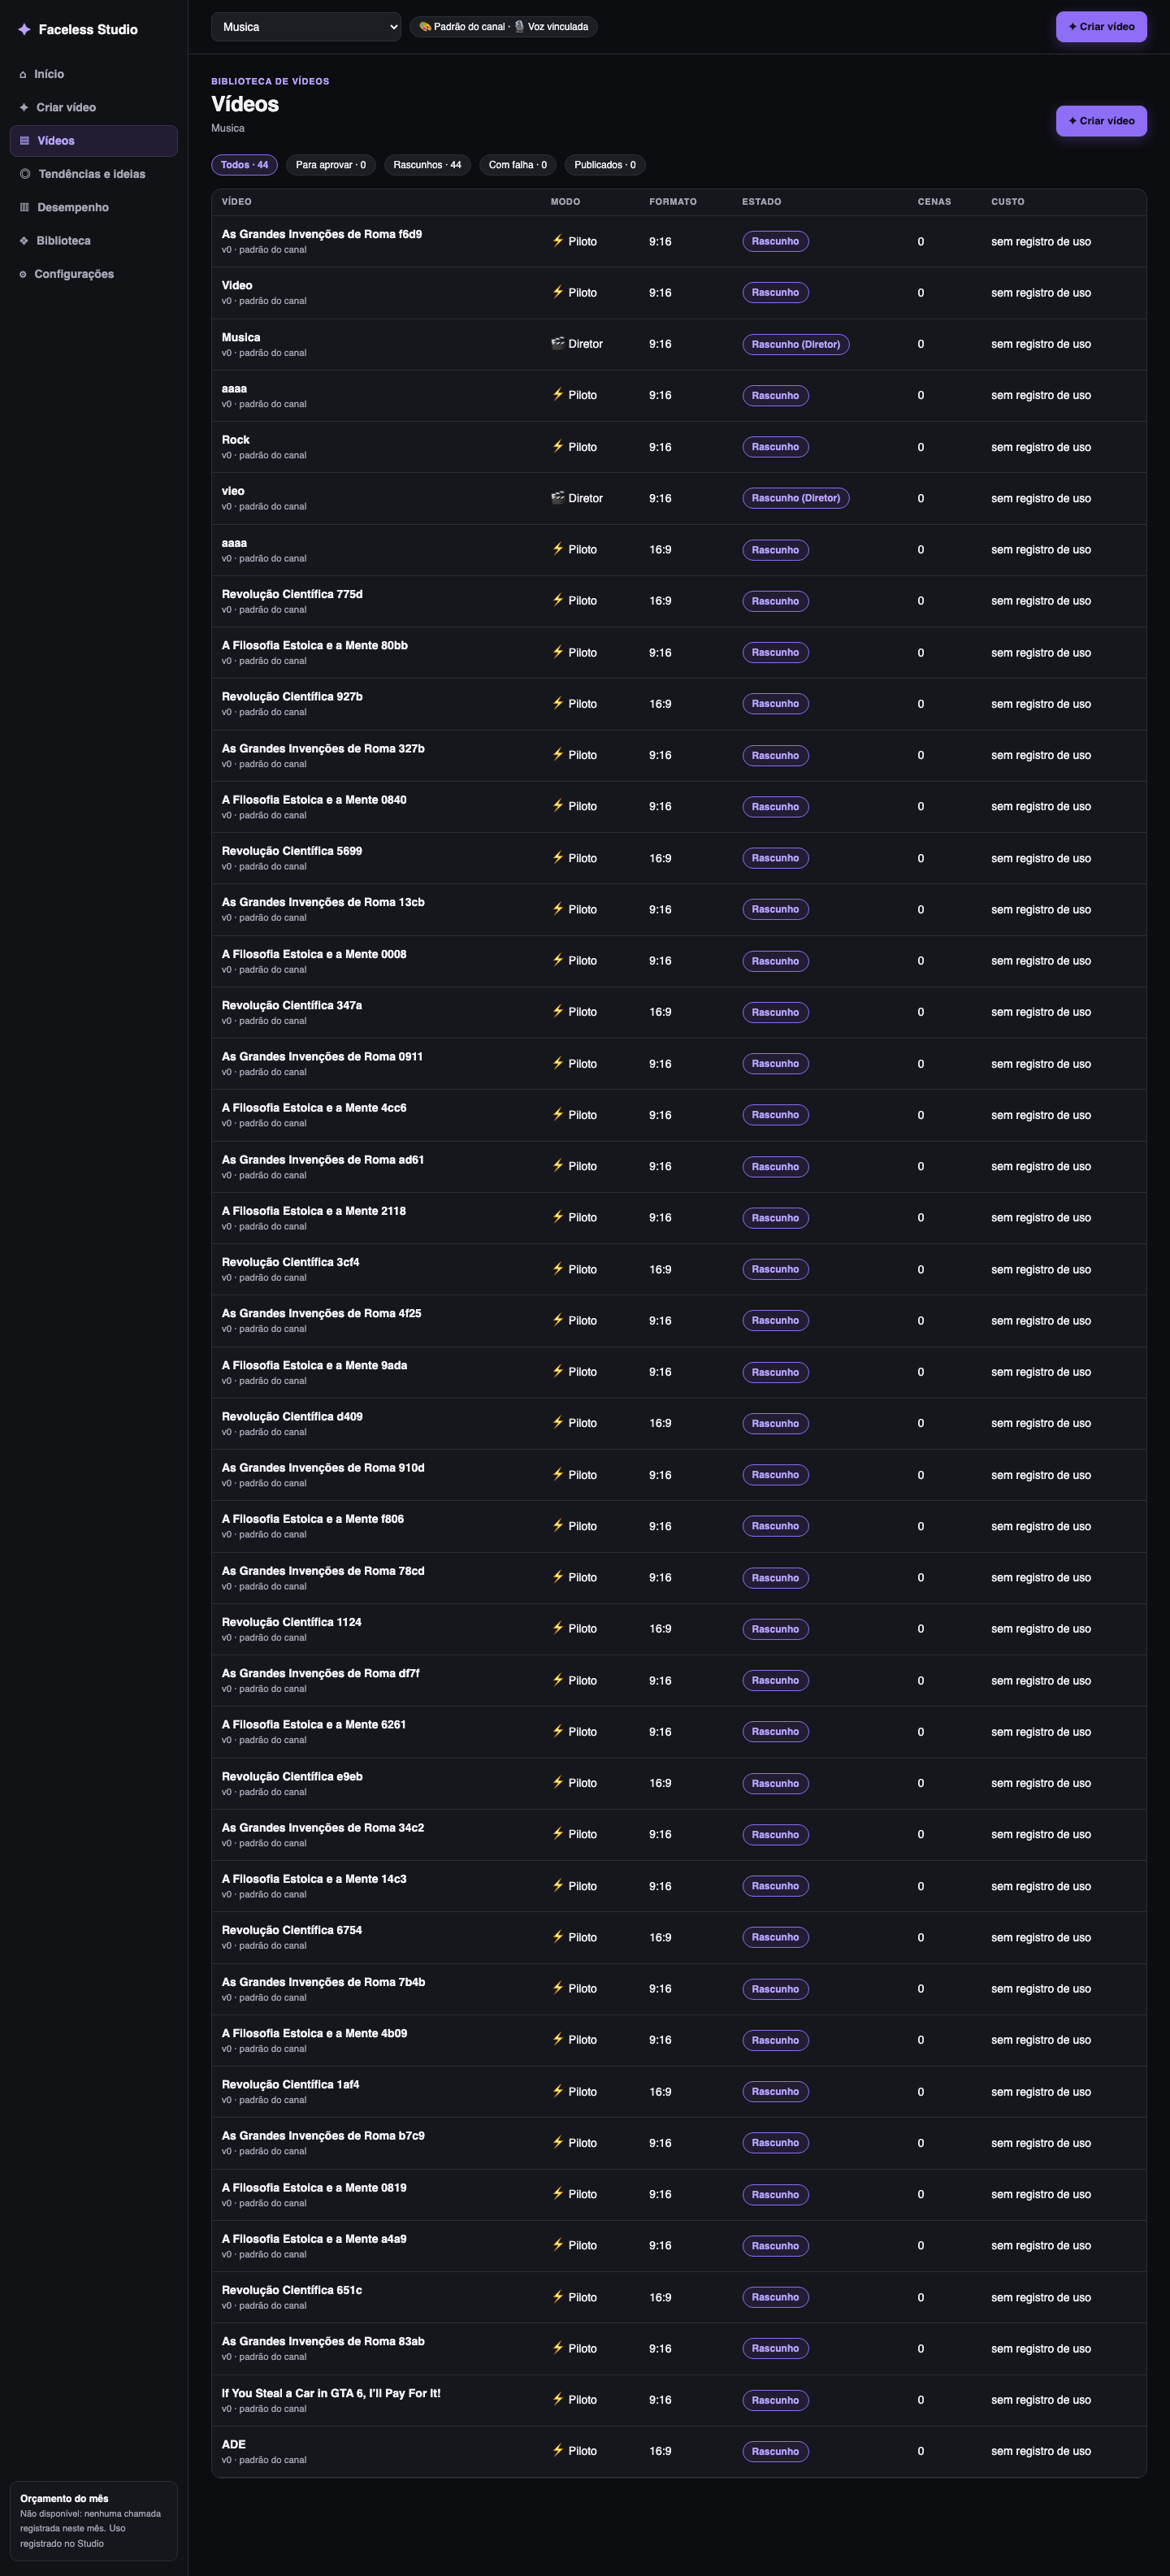 Faceless Studio
Início
Criar vídeo
Vídeos
Tendências e ideias
Desempenho
Biblioteca
Configurações
Musica
Padrão do canal · Voz vinculada
Criar vídeo
BIBLIOTECA DE VÍDEOS
Vídeos
Musica
Criar vídeo
Todos · 44 Para aprovar · 0 Rascunhos · 44 Com falha · 0 Publicados · 0
VÍDEO MODO FORMATO ESTADO CENAS CUSTO
As Grandes Invenções de Roma f6d9
v0 · padrão do canal
Piloto 9:16 Rascunho 0 sem registro de uso
Video
v0 · padrão do canal
Piloto 9:16 Rascunho 0 sem registro de uso
Musica
v0 · padrão do canal
Diretor 9:16 Rascunho (Diretor) 0 sem registro de uso
aaaa
v0 · padrão do canal
Piloto 9:16 Rascunho 0 sem registro de uso
Rock
v0 · padrão do canal
Piloto 9:16 Rascunho 0 sem registro de uso
vieo
v0 · padrão do canal
Diretor 9:16 Rascunho (Diretor) 0 sem registro de uso
aaaa
v0 · padrão do canal
Piloto 16:9 Rascunho 0 sem registro de uso
Revolução Científica 775d
v0 · padrão do canal
Piloto 16:9 Rascunho 0 sem registro de uso
A Filosofia Estoica e a Mente 80bb
v0 · padrão do canal
Piloto 9:16 Rascunho 0 sem registro de uso
Revolução Científica 927b
v0 · padrão do canal
Piloto 16:9 Rascunho 0 sem registro de uso
As Grandes Invenções de Roma 327b
v0 · padrão do canal
Piloto 9:16 Rascunho 0 sem registro de uso
A Filosofia Estoica e a Mente 0840
v0 · padrão do canal
Piloto 9:16 Rascunho 0 sem registro de uso
Revolução Científica 5699
v0 · padrão do canal
Piloto 16:9 Rascunho 0 sem registro de uso
As Grandes Invenções de Roma 13cb
v0 · padrão do canal
Piloto 9:16 Rascunho 0 sem registro de uso
A Filosofia Estoica e a Mente 0008
v0 · padrão do canal
Piloto 9:16 Rascunho 0 sem registro de uso
Revolução Científica 347a
v0 · padrão do canal
Piloto 16:9 Rascunho 0 sem registro de uso
As Grandes Invenções de Roma 0911
v0 · padrão do canal
Piloto 9:16 Rascunho 0 sem registro de uso
A Filosofia Estoica e a Mente 4cc6
v0 · padrão do canal
Piloto 9:16 Rascunho 0 sem registro de uso
As Grandes Invenções de Roma ad61
v0 · padrão do canal
Piloto 9:16 Rascunho 0 sem registro de uso
A Filosofia Estoica e a Mente 2118
v0 · padrão do canal
Piloto 9:16 Rascunho 0 sem registro de uso
Revolução Científica 3cf4
v0 · padrão do canal
Piloto 16:9 Rascunho 0 sem registro de uso
As Grandes Invenções de Roma 4f25
v0 · padrão do canal
Piloto 9:16 Rascunho 0 sem registro de uso
A Filosofia Estoica e a Mente 9ada
v0 · padrão do canal
Piloto 9:16 Rascunho 0 sem registro de uso
Revolução Científica d409
v0 · padrão do canal
Piloto 16:9 Rascunho 0 sem registro de uso
As Grandes Invenções de Roma 910d
v0 · padrão do canal
Piloto 9:16 Rascunho 0 sem registro de uso
A Filosofia Estoica e a Mente f806
v0 · padrão do canal
Piloto 9:16 Rascunho 0 sem registro de uso
As Grandes Invenções de Roma 78cd
v0 · padrão do canal
Piloto 9:16 Rascunho 0 sem registro de uso
Revolução Científica 1124
v0 · padrão do canal
Piloto 16:9 Rascunho 0 sem registro de uso
As Grandes Invenções de Roma df7f
v0 · padrão do canal
Piloto 9:16 Rascunho 0 sem registro de uso
A Filosofia Estoica e a Mente 6261
v0 · padrão do canal
Piloto 9:16 Rascunho 0 sem registro de uso
Revolução Científica e9eb
v0 · padrão do canal
Piloto 16:9 Rascunho 0 sem registro de uso
As Grandes Invenções de Roma 34c2
v0 · padrão do canal
Piloto 9:16 Rascunho 0 sem registro de uso
A Filosofia Estoica e a Mente 14c3
v0 · padrão do canal
Piloto 9:16 Rascunho 0 sem registro de uso
Revolução Científica 6754
v0 · padrão do canal
Piloto 16:9 Rascunho 0 sem registro de uso
As Grandes Invenções de Roma 7b4b
v0 · padrão do canal
Piloto 9:16 Rascunho 0 sem registro de uso
A Filosofia Estoica e a Mente 4b09
v0 · padrão do canal
Piloto 9:16 Rascunho 0 sem registro de uso
Revolução Científica 1af4
v0 · padrão do canal
Piloto 16:9 Rascunho 0 sem registro de uso
As Grandes Invenções de Roma b7c9
v0 · padrão do canal
Piloto 9:16 Rascunho 0 sem registro de uso
A Filosofia Estoica e a Mente 0819
v0 · padrão do canal
Piloto 9:16 Rascunho 0 sem registro de uso
A Filosofia Estoica e a Mente a4a9
v0 · padrão do canal
Piloto 9:16 Rascunho 0 sem registro de uso
Revolução Científica 651c
v0 · padrão do canal
Piloto 16:9 Rascunho 0 sem registro de uso
As Grandes Invenções de Roma 83ab
v0 · padrão do canal
Piloto 9:16 Rascunho 0 sem registro de uso
If You Steal a Car in GTA 6, I'll Pay For It!
v0 · padrão do canal
Piloto 9:16 Rascunho 0 sem registro de uso
ADE
v0 · padrão do canal
Piloto 16:9 Rascunho 0 sem registro de uso
Orçamento do mês
Não disponível: nenhuma chamada
registrada neste mês. Uso
registrado no Studio